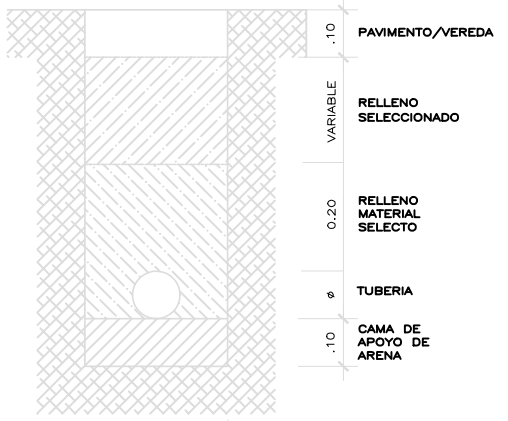 .10
PAVIMENTO/VEREDA
VARIABLE
RELLENO
SELECCIONADO
0.20
RELLENO
MATERIAL
SELECTO
ø
TUBERIA
.10
CAMA DE
APOYO DE
ARENA